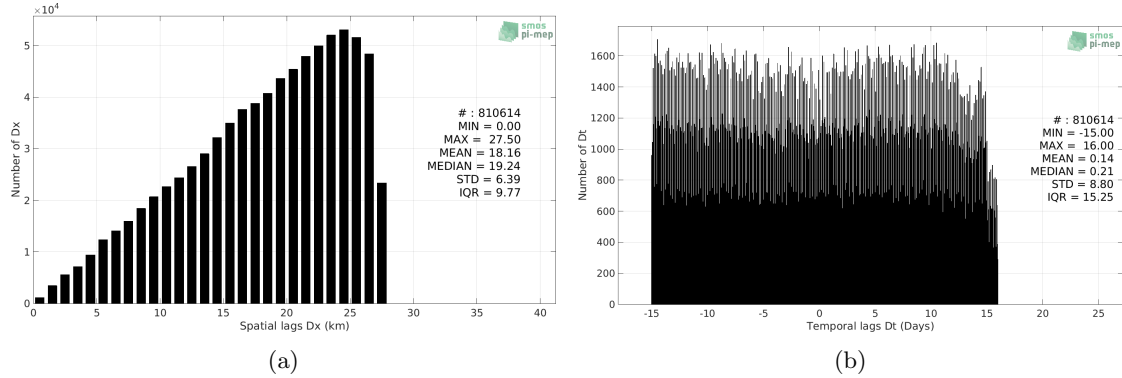 ×10⁴
5
4
3
2
1
0
Number of Dx
0 5 10 15 20 25 30 35 40
Spatial lags Dx (km)
smos
pi-mep
# : 810614
MIN = 0.00
MAX = 27.50
MEAN = 18.16
MEDIAN = 19.24
STD = 6.39
IQR = 9.77
(a)
1600
1400
1200
1000
800
600
400
200
0
Number of Dt
-15 -10 -5 0 5 10 15 20 25
Temporal lags Dt (Days)
smos
pi-mep
# : 810614
MIN = -15.00
MAX = 16.00
MEAN = 0.14
MEDIAN = 0.21
STD = 8.80
IQR = 15.25
(b)